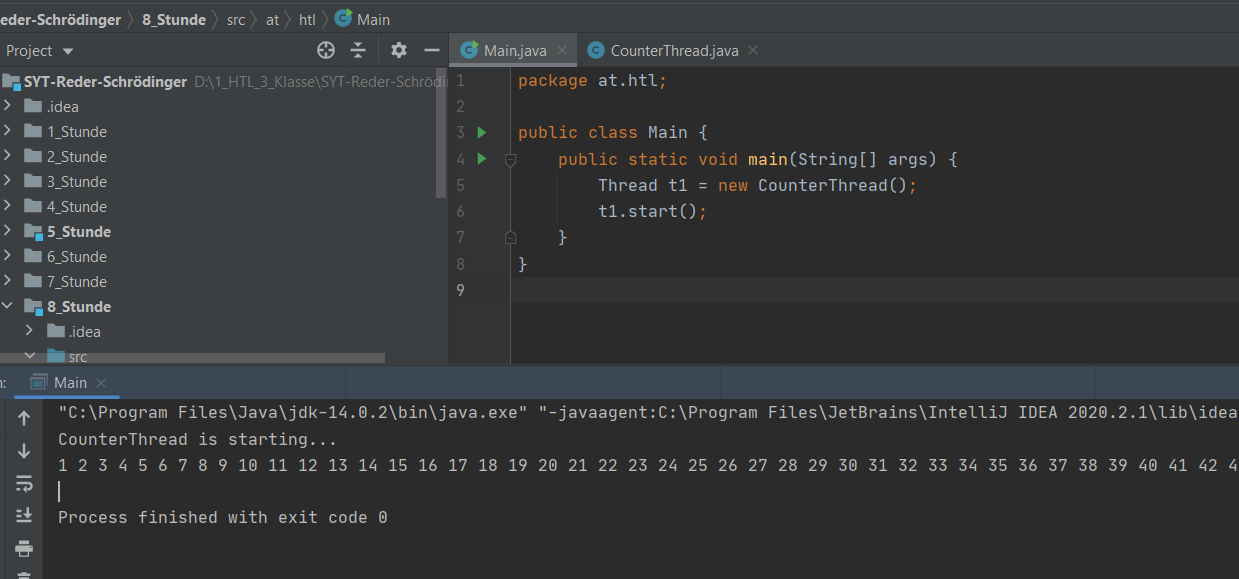 eder-Schrödinger 8_Stunde src at htl Main
Project
Main.java CounterThread.java
SYT-Reder-Schrödinger D:\1_HTL_3_Klasse\SYT-Reder-Schrödi
.idea
1_Stunde
2_Stunde
3_Stunde
4_Stunde
5_Stunde
6_Stunde
7_Stunde
8_Stunde
.idea
src
1 package at.htl;
2
3 public class Main {
4 public static void main(String[] args) {
5 Thread t1 = new CounterThread();
6 t1.start();
7 }
8 }
9
n: Main
"C:\Program Files\Java\jdk-14.0.2\bin\java.exe" "-javaagent:C:\Program Files\JetBrains\IntelliJ IDEA 2020.2.1\lib\idea
CounterThread is starting...
1 2 3 4 5 6 7 8 9 10 11 12 13 14 15 16 17 18 19 20 21 22 23 24 25 26 27 28 29 30 31 32 33 34 35 36 37 38 39 40 41 42 4
Process finished with exit code 0